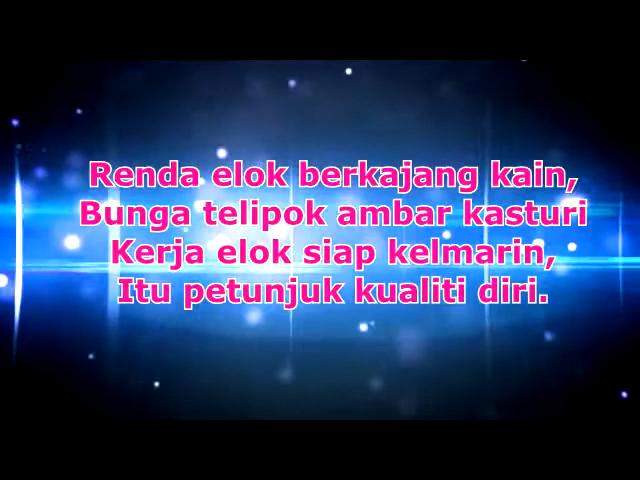 Renda elok berkajang kain,
Bunga telipok ambar kasturi
Kerja elok siap kelmarin,
Itu petunjuk kualiti diri.